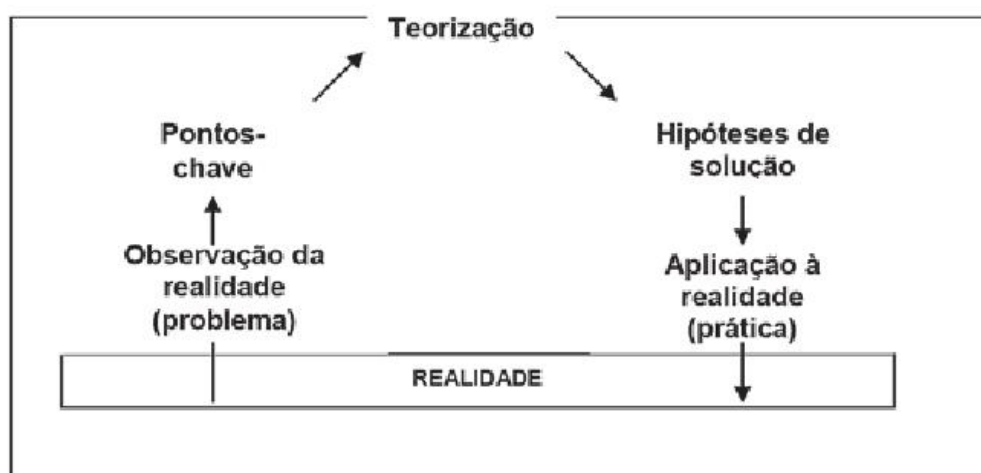 Teorização
Pontos-
chave
Hipóteses de
solução
Observação da
realidade
(problema)
Aplicação à
realidade
(prática)
REALIDADE